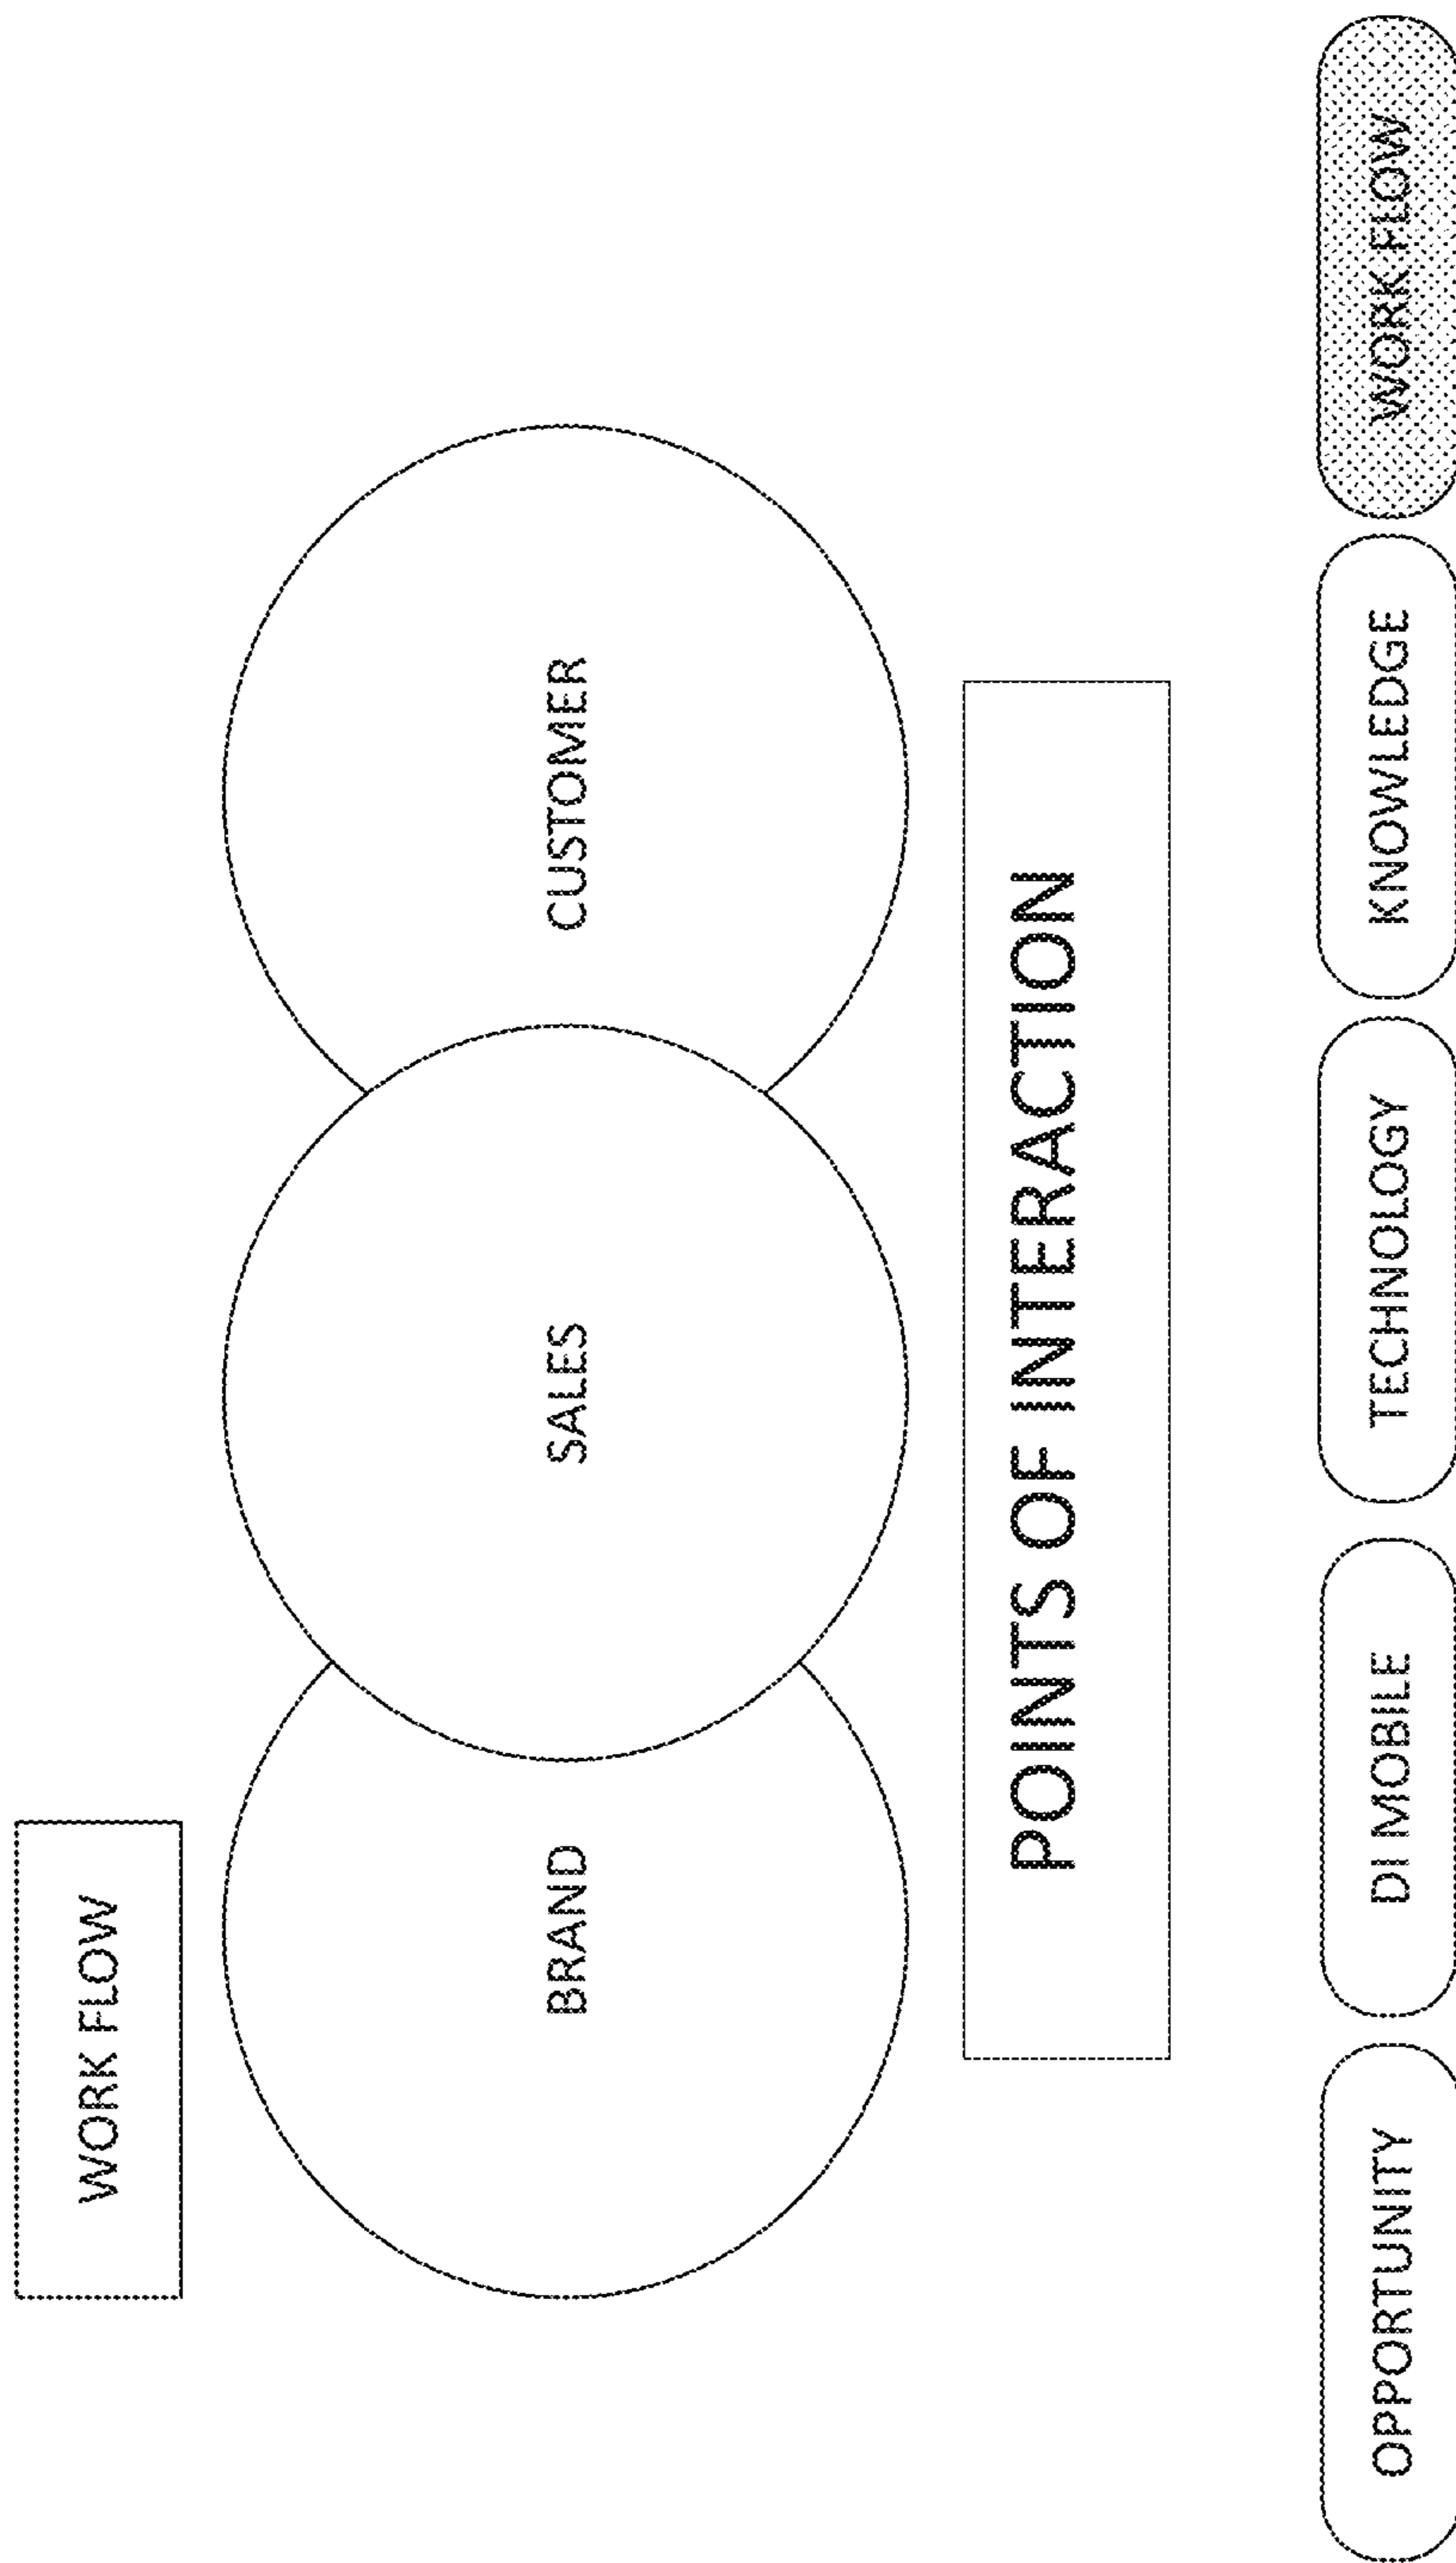 WORK FLOW
BRAND
SALES
CUSTOMER
POINTS OF INTERACTION
OPPORTUNITY
DI MOBILE
TECHNOLOGY
KNOWLEDGE
WORK FLOW